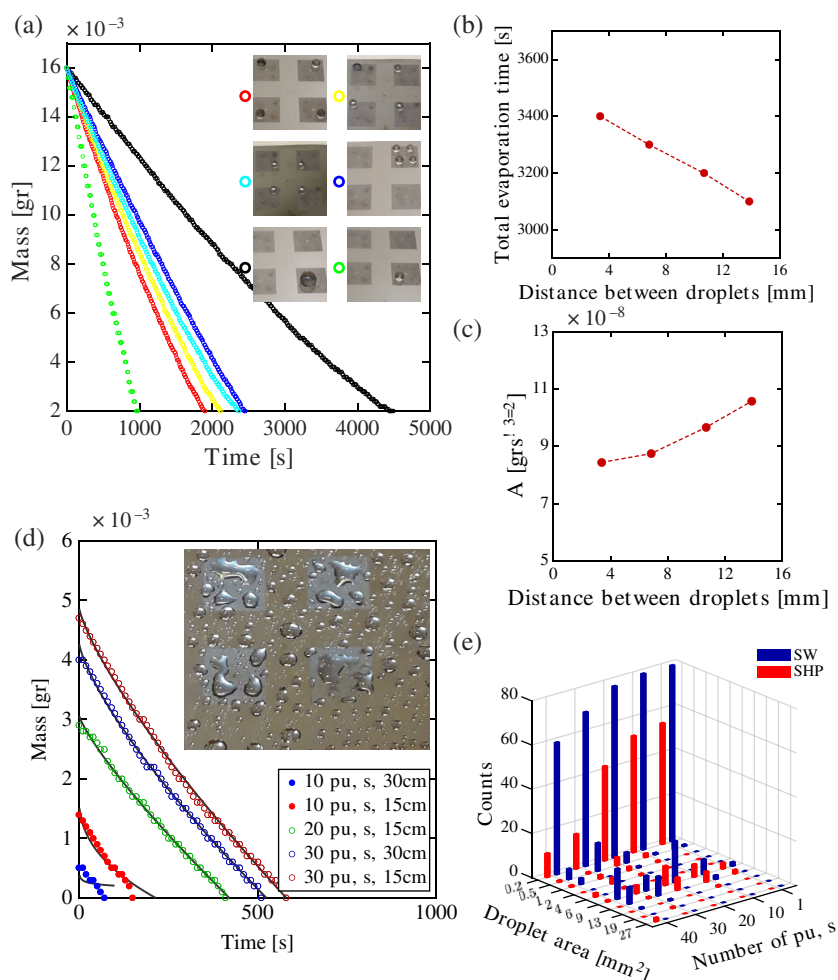 (a)
× 10⁻³
16
14
12
10
8
6
4
2
Mass [gr]
0 1000 2000 3000 4000 5000
Time [s]
(b)
Total evaporation time [s]
3600
3400
3200
3000
0 4 8 12 16
Distance between droplets [mm]
(c)
× 10⁻⁸
13
11
9
7
5
A [grs! 3=2]
0 4 8 12 16
Distance between droplets [mm]
(d)
× 10⁻³
6
5
4
3
2
1
0
Mass [gr]
10 pu, s, 30cm
10 pu, s, 15cm
20 pu, s, 15cm
30 pu, s, 30cm
30 pu, s, 15cm
0 500 1000
Time [s]
(e)
SW
SHP
80
60
40
20
0
Counts
0.2 0.5 1 2 4 6 9 13 19 27
Droplet area [mm²]
40 30 20 10 1
Number of pu, s